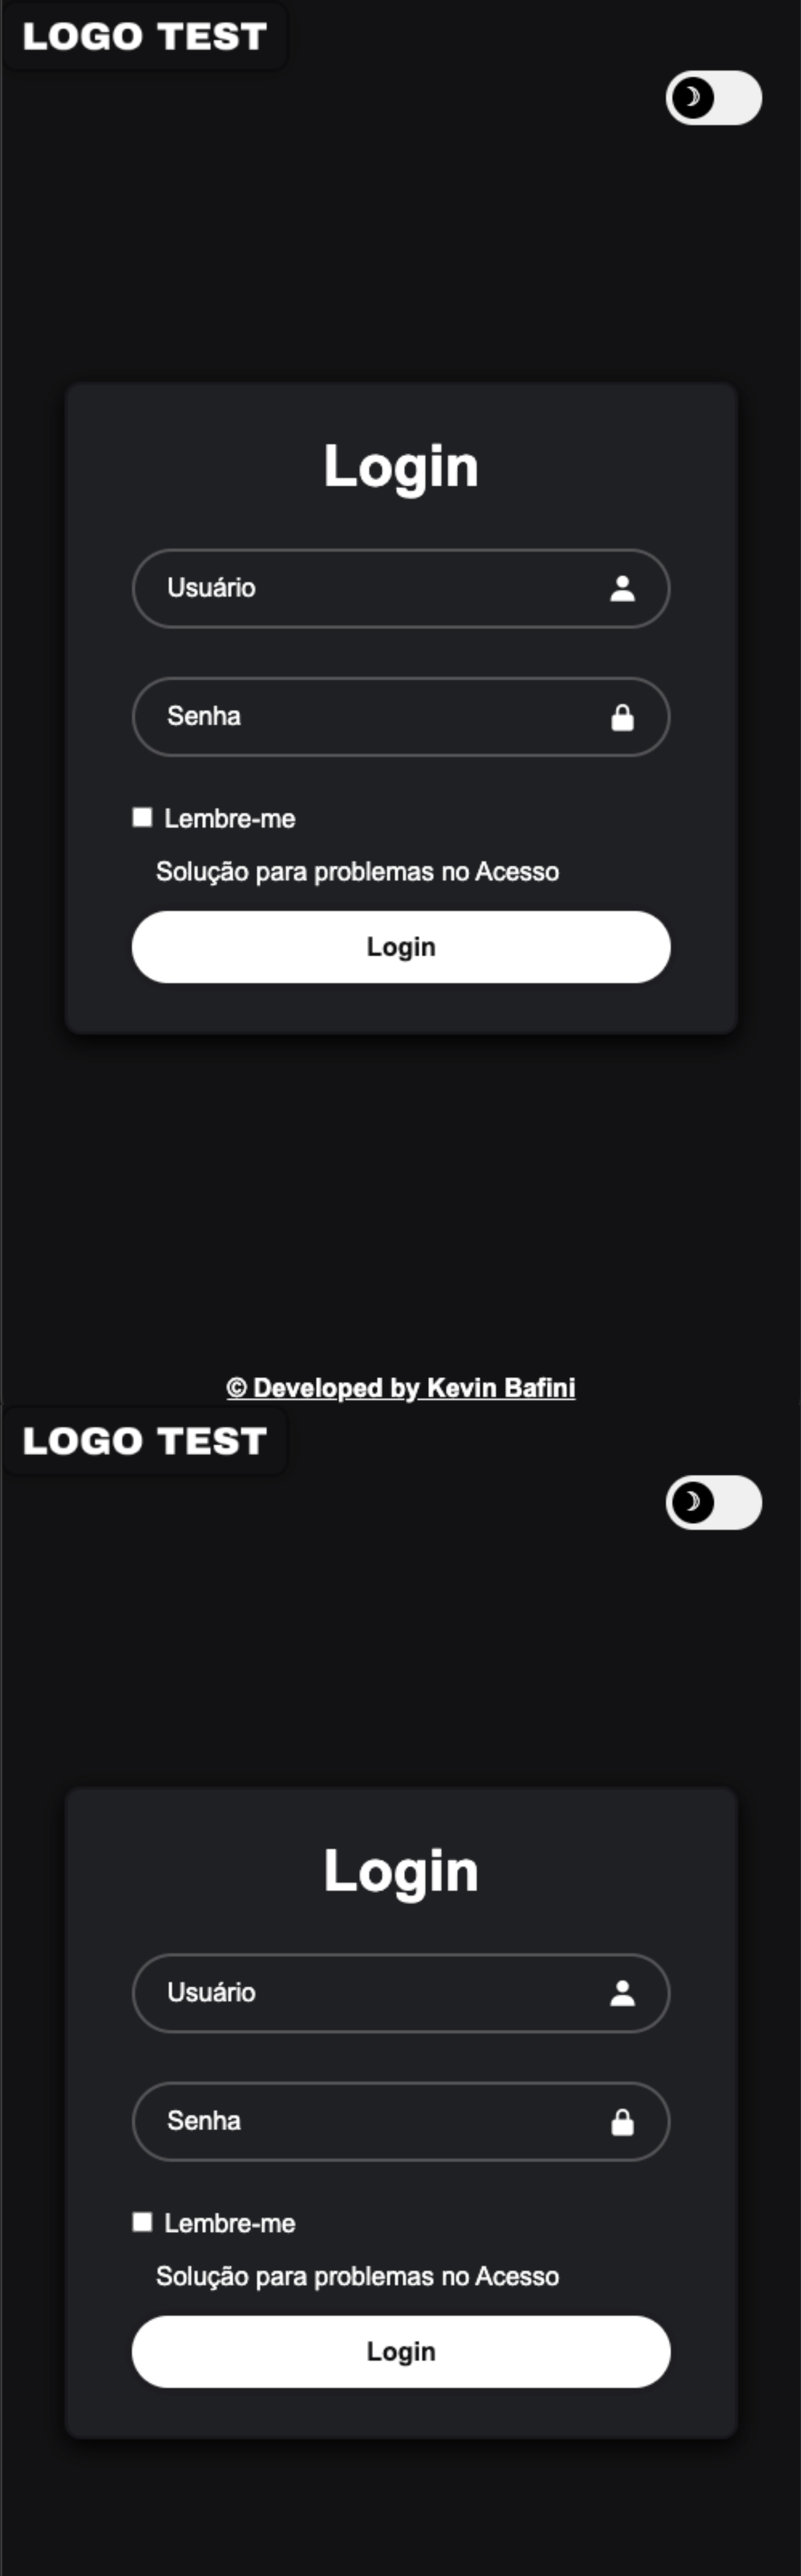 LOGO TEST
Login
Usuário
Senha
Lembre-me
Solução para problemas no Acesso
Login
© Developed by Kevin Bafini
LOGO TEST
Login
Usuário
Senha
Lembre-me
Solução para problemas no Acesso
Login